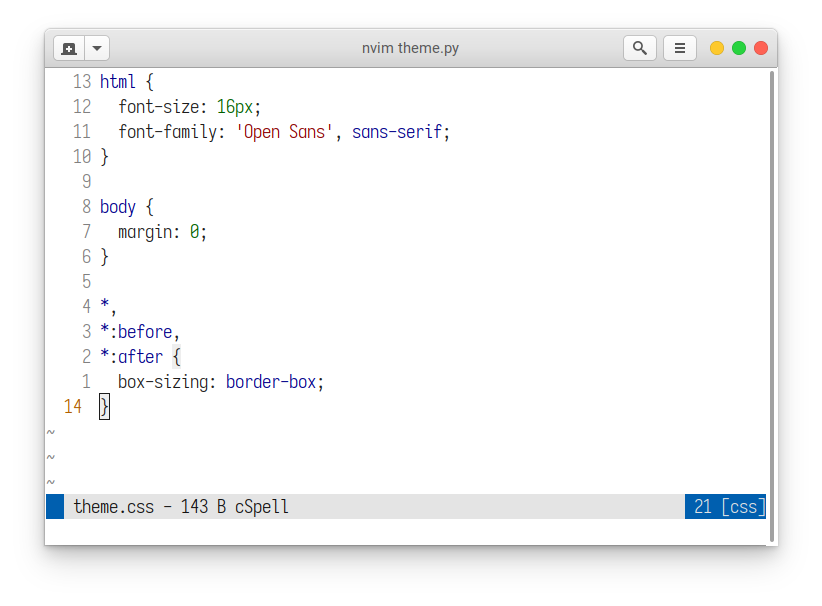 nvim theme.py
13 html {
12   font-size: 16px;
11   font-family: 'Open Sans', sans-serif;
10 }
9
8 body {
7   margin: 0;
6 }
5
4 *,
3 *:before,
2 *:after {
1   box-sizing: border-box;
14 }
~
~
~
theme.css - 143 B cSpell 21 [css]